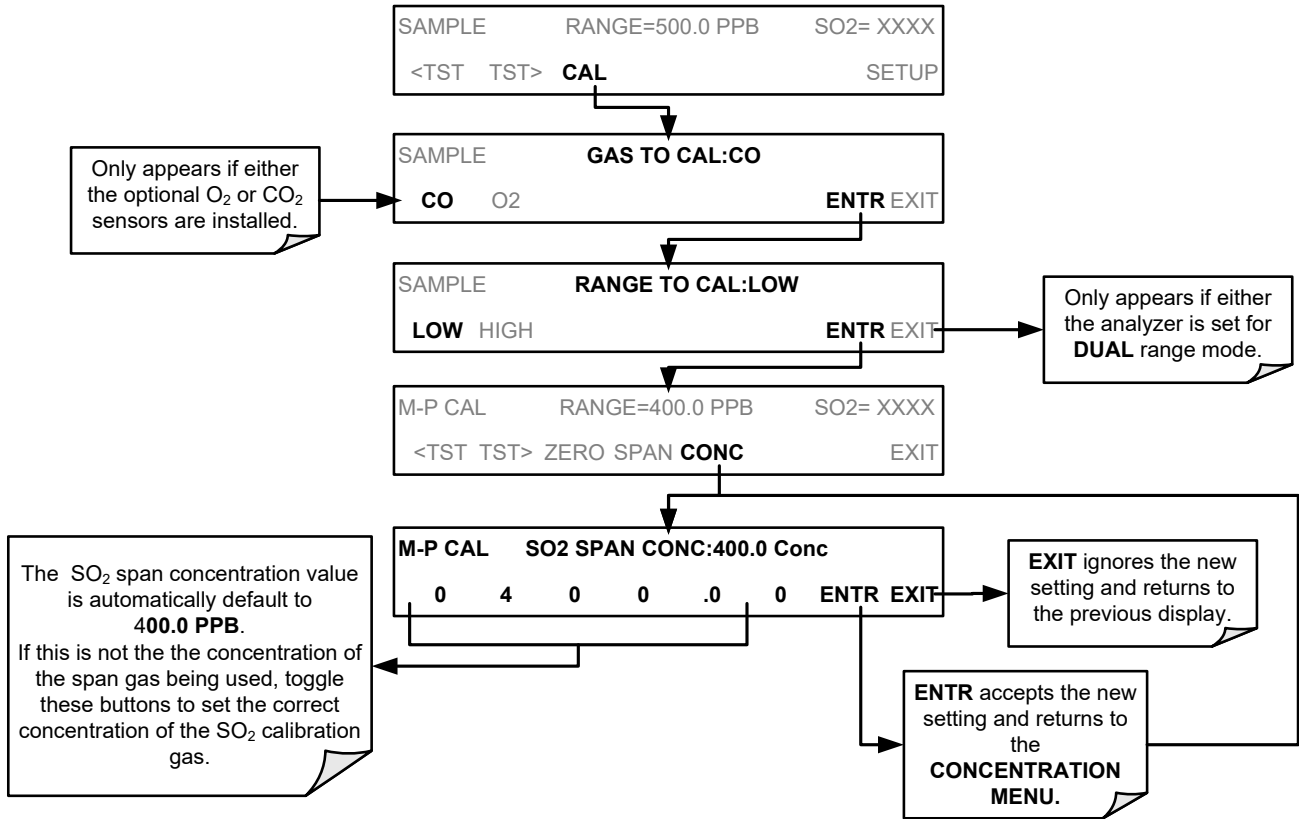 SAMPLE RANGE=500.0 PPB SO2= XXXX
<TST TST> CAL SETUP
Only appears if either
the optional O₂ or CO₂
sensors are installed.
SAMPLE GAS TO CAL:CO
CO O2 ENTR EXIT
SAMPLE RANGE TO CAL:LOW
LOW HIGH ENTR EXIT
Only appears if either
the analyzer is set for
DUAL range mode.
M-P CAL RANGE=400.0 PPB SO2= XXXX
<TST TST> ZERO SPAN CONC EXIT
M-P CAL SO2 SPAN CONC:400.0 Conc
0 4 0 0 .0 0 ENTR EXIT
The SO₂ span concentration value
is automatically default to
400.0 PPB.
If this is not the the concentration of
the span gas being used, toggle
these buttons to set the correct
concentration of the SO₂ calibration
gas.
EXIT ignores the new
setting and returns to
the previous display.
ENTR accepts the new
setting and returns to
the
CONCENTRATION
MENU.